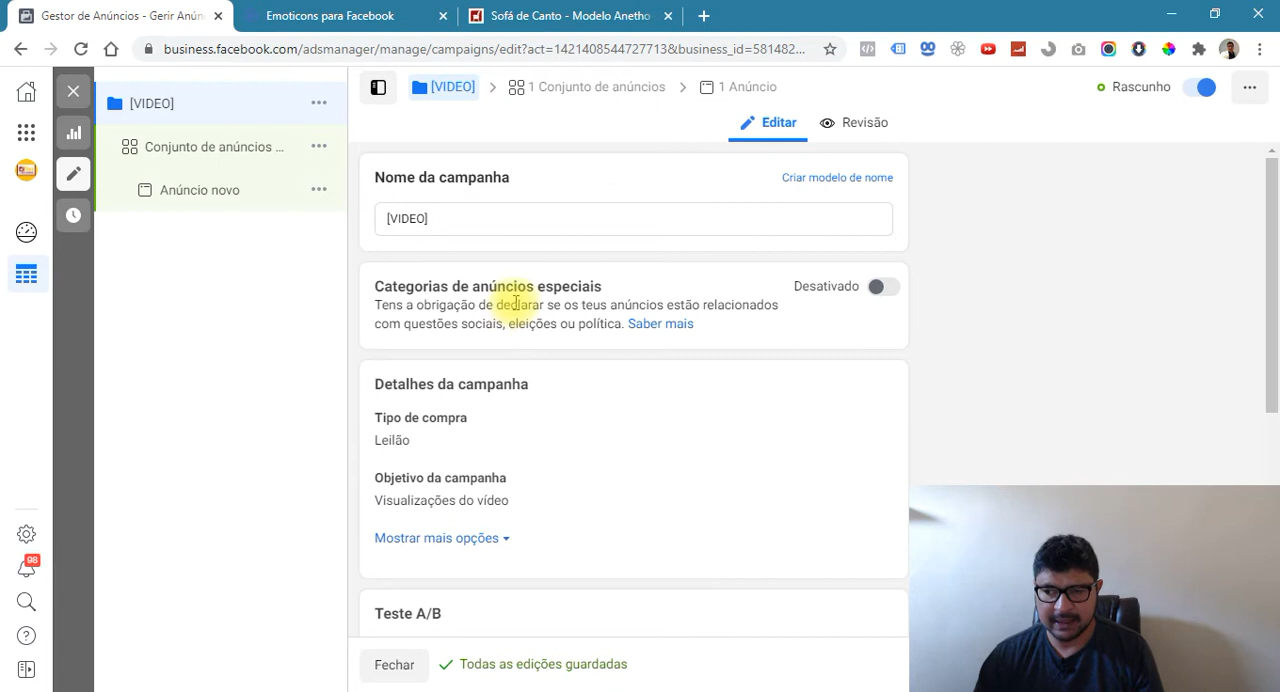 Gestor de Anúncios - Gerir Anún
Emoticons para Facebook
Sofá de Canto - Modelo Anetho
business.facebook.com/adsmanager/manage/campaigns/edit?act=1421408544727713&business_id=581482...
[VIDEO]
1 Conjunto de anúncios
1 Anúncio
Rascunho
[VIDEO]
Conjunto de anúncios ...
Anúncio novo
Editar
Revisão
Nome da campanha
Criar modelo de nome
[VIDEO]
Categorias de anúncios especiais
Desativado
Tens a obrigação de declarar se os teus anúncios estão relacionados
com questões sociais, eleições ou política. Saber mais
Detalhes da campanha
Tipo de compra
Leilão
Objetivo da campanha
Visualizações do vídeo
Mostrar mais opções
98
Teste A/B
Fechar
Todas as edições guardadas